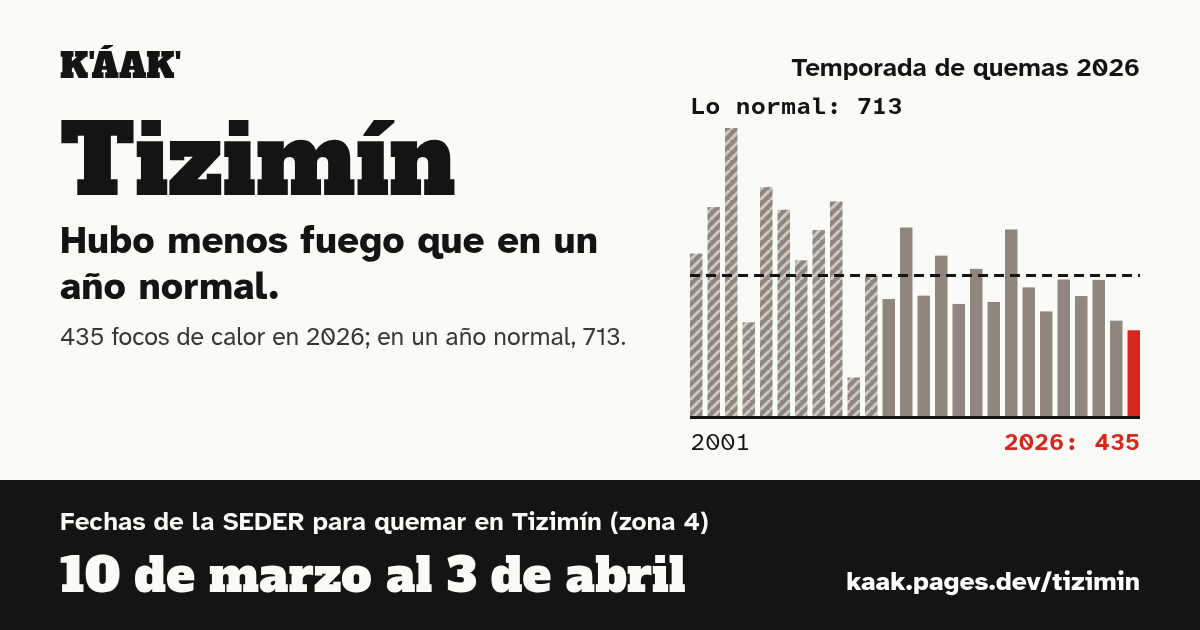 K'ÁAK'
Tizimín
Hubo menos fuego que en un
año normal.
435 focos de calor en 2026; en un año normal, 713.
Temporada de quemas 2026
Lo normal: 713
2001
2026: 435
Fechas de la SEDER para quemar en Tizimín (zona 4)
10 de marzo al 3 de abril
kaak.pages.dev/tizimin